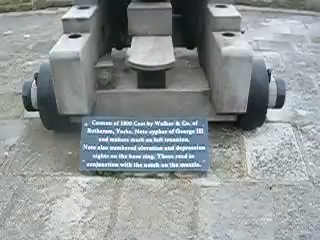 Cannon of 1800 Cast by Walker & Co. of
Rotheram, Yorks. Note cypher of George III
and makers mark on left trunnion.
Note also numbered elevation and depression
sights on the base ring. These read in
conjunction with the notch on the muzzle.